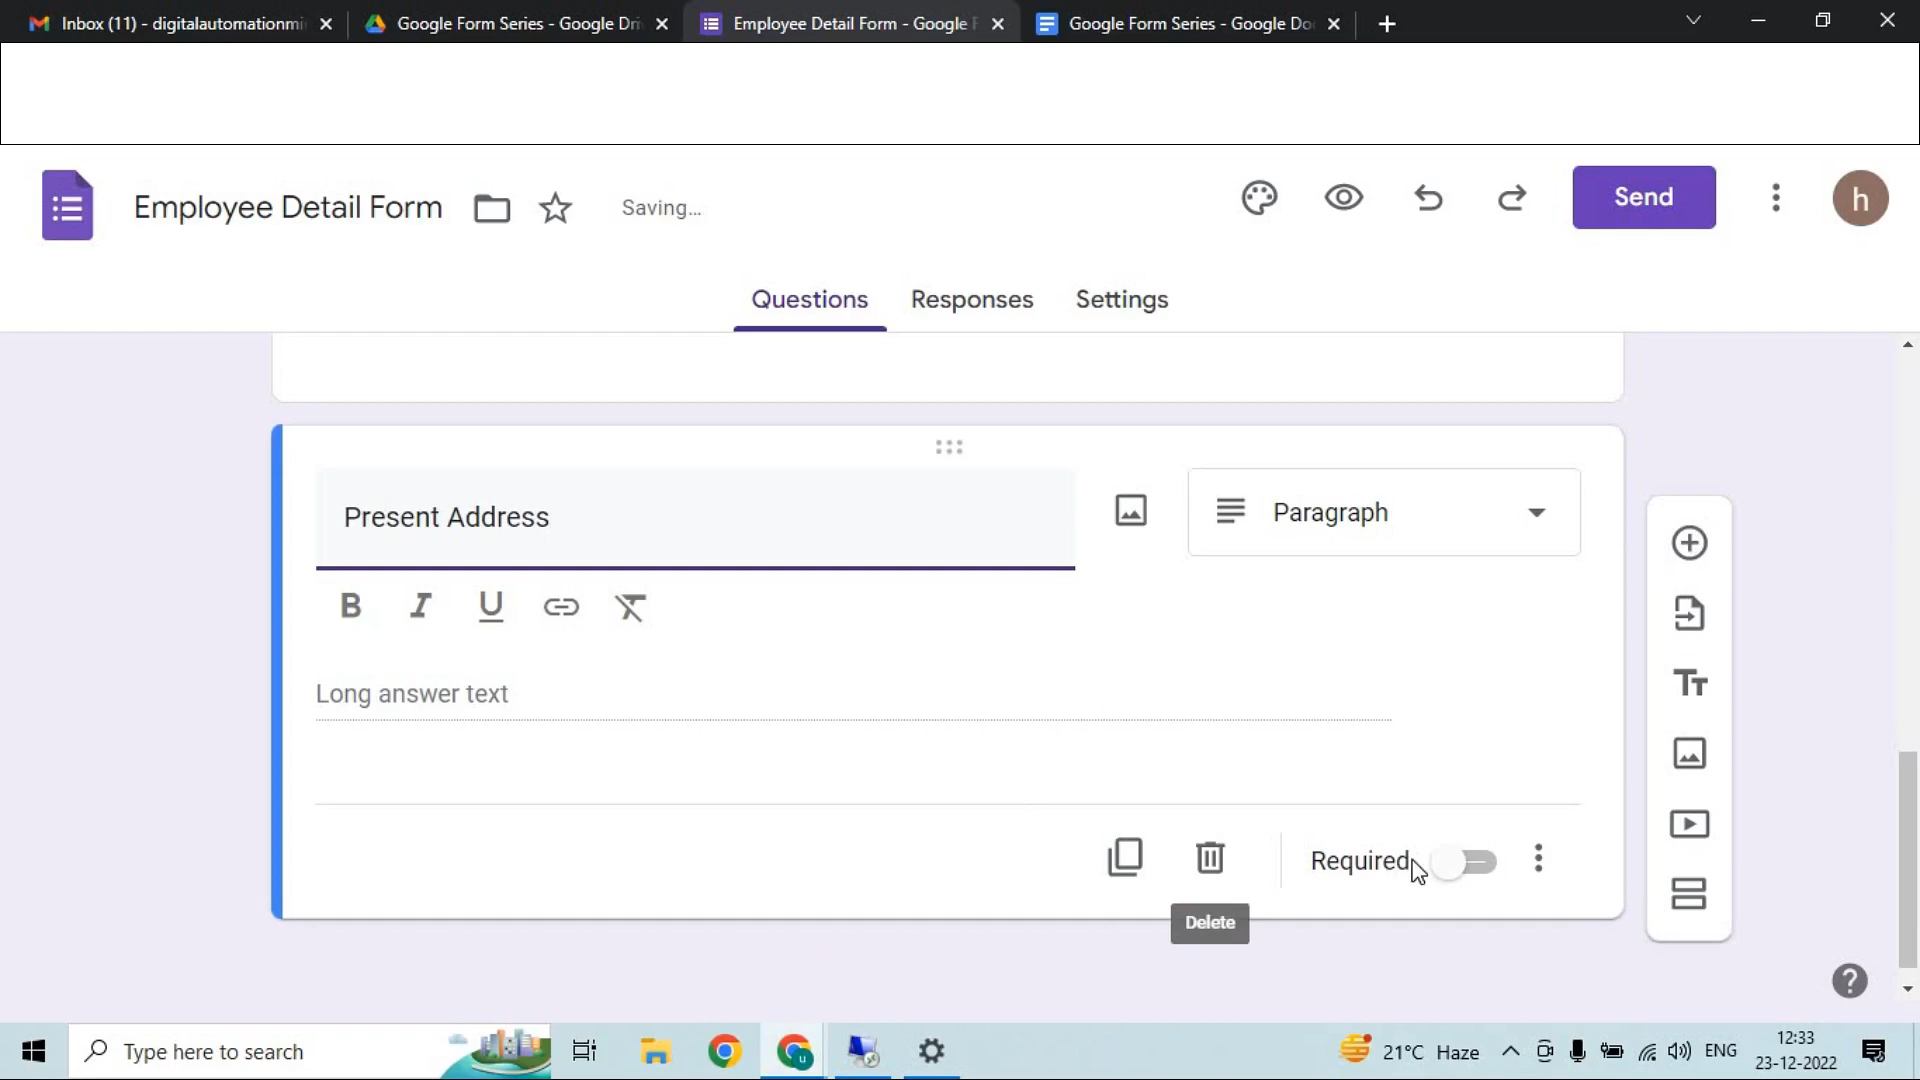 Inbox (11) - digitalautomationmi
Google Form Series - Google Dri
Employee Detail Form - Google F
Google Form Series - Google Do
Employee Detail Form
Saving...
Send
h
Questions
Responses
Settings
Present Address
Paragraph
B I U
Long answer text
Required
Delete
Type here to search
21°C Haze
ENG
12:33
23-12-2022